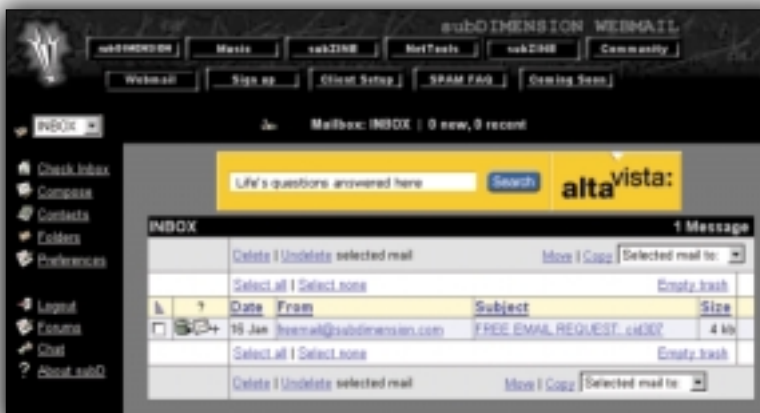 subDIMENSION WEBMAIL
subDIMENSION Music subZINE NetTools subZINE Community
Webmail Sign up Client Setup SPAM FAQ Coming Soon
INBOX Mailbox: INBOX | 0 new, 0 recent
Check Inbox
Compose
Contacts
Folders
Preferences
Logout
Forums
Chat
? About subD
Life's questions answered here Search altavista:
INBOX 1 Message
Delete | Undelete selected mail Move | Copy Selected mail to:
Select all | Select none Empty trash
? Date From Subject Size
16 Jan freemail@subdimension.com FREE EMAIL REQUEST: cid307 4 kb
Select all | Select none Empty trash
Delete | Undelete selected mail Move | Copy Selected mail to: